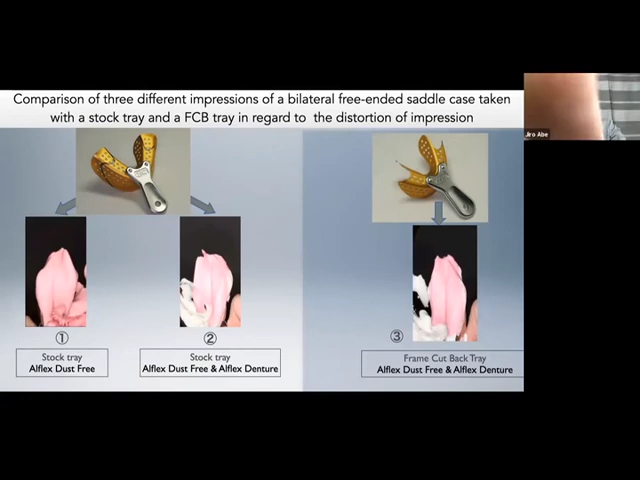 Comparison of three different impressions of a bilateral free-ended saddle case taken
with a stock tray and a FCB tray in regard to the distortion of impression
Jiro Abe
①
②
③
Stock tray
Alflex Dust Free
Stock tray
Alflex Dust Free & Alflex Denture
Frame Cut Back Tray
Alflex Dust Free & Alflex Denture